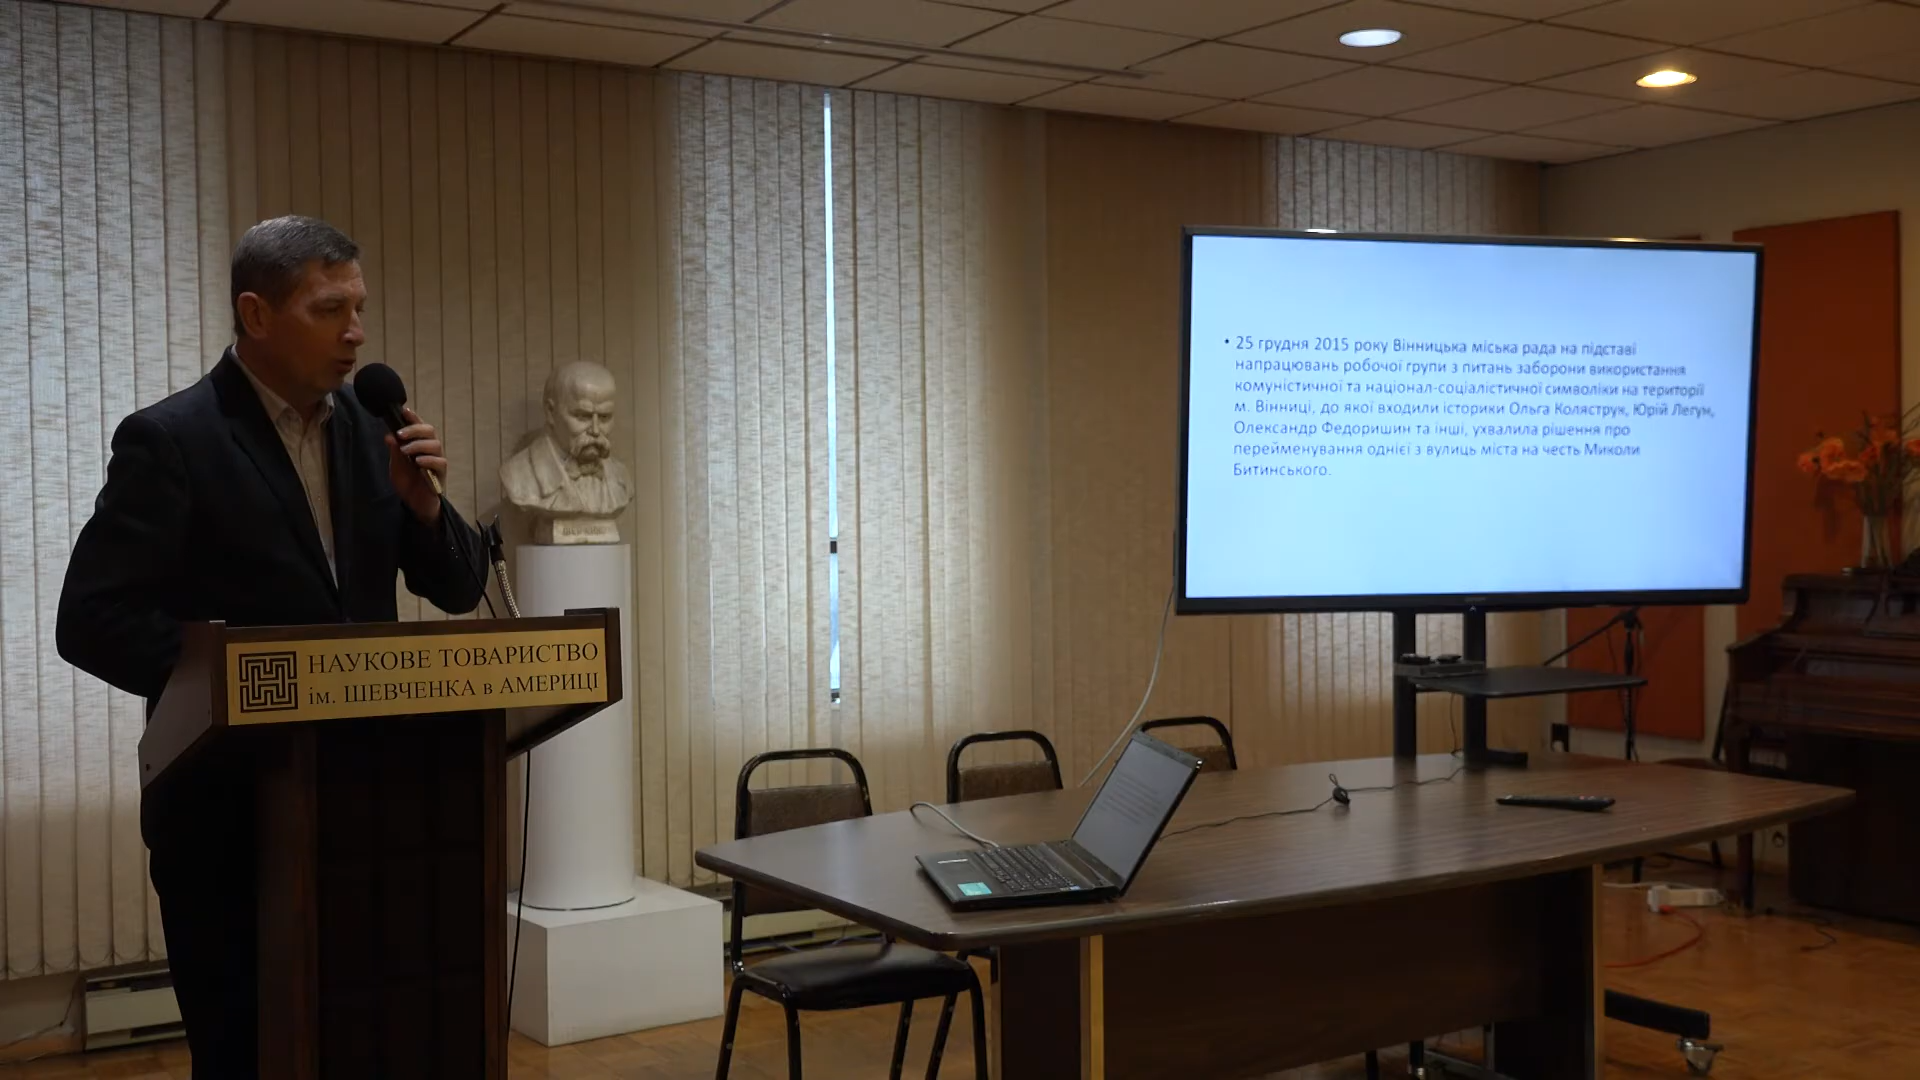 • 25 грудня 2015 року Вінницька міська рада на підставі
напрацювань робочої групи з питань заборони використання
комуністичної та націонал-соціалістичної символіки на території
м. Вінниці, до якої входили історики Ольга Коляструк, Юрій Легун,
Олександр Федоришин та інші, ухвалила рішення про
перейменування однієї з вулиць міста на честь Миколи
Битинського.
НАУКОВЕ ТОВАРИСТВО
ім. ШЕВЧЕНКА в АМЕРИЦІ